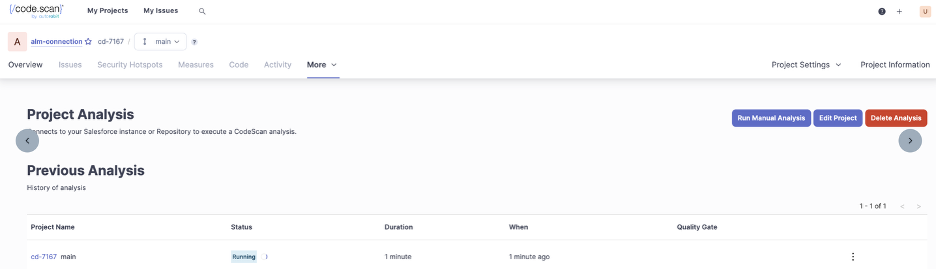 [/code.scan} My Projects My Issues ? + U
by autorabit
A alm-connection cd-7167 / main ?
Overview Issues Security Hotspots Measures Code Activity More Project Settings Project Information
Project Analysis
Run Manual Analysis Edit Project Delete Analysis
nnects to your Salesforce instance or Repository to execute a CodeScan analysis.
Previous Analysis
History of analysis
1 - 1 of 1
Project Name Status Duration When Quality Gate
cd-7167 main Running 1 minute 1 minute ago